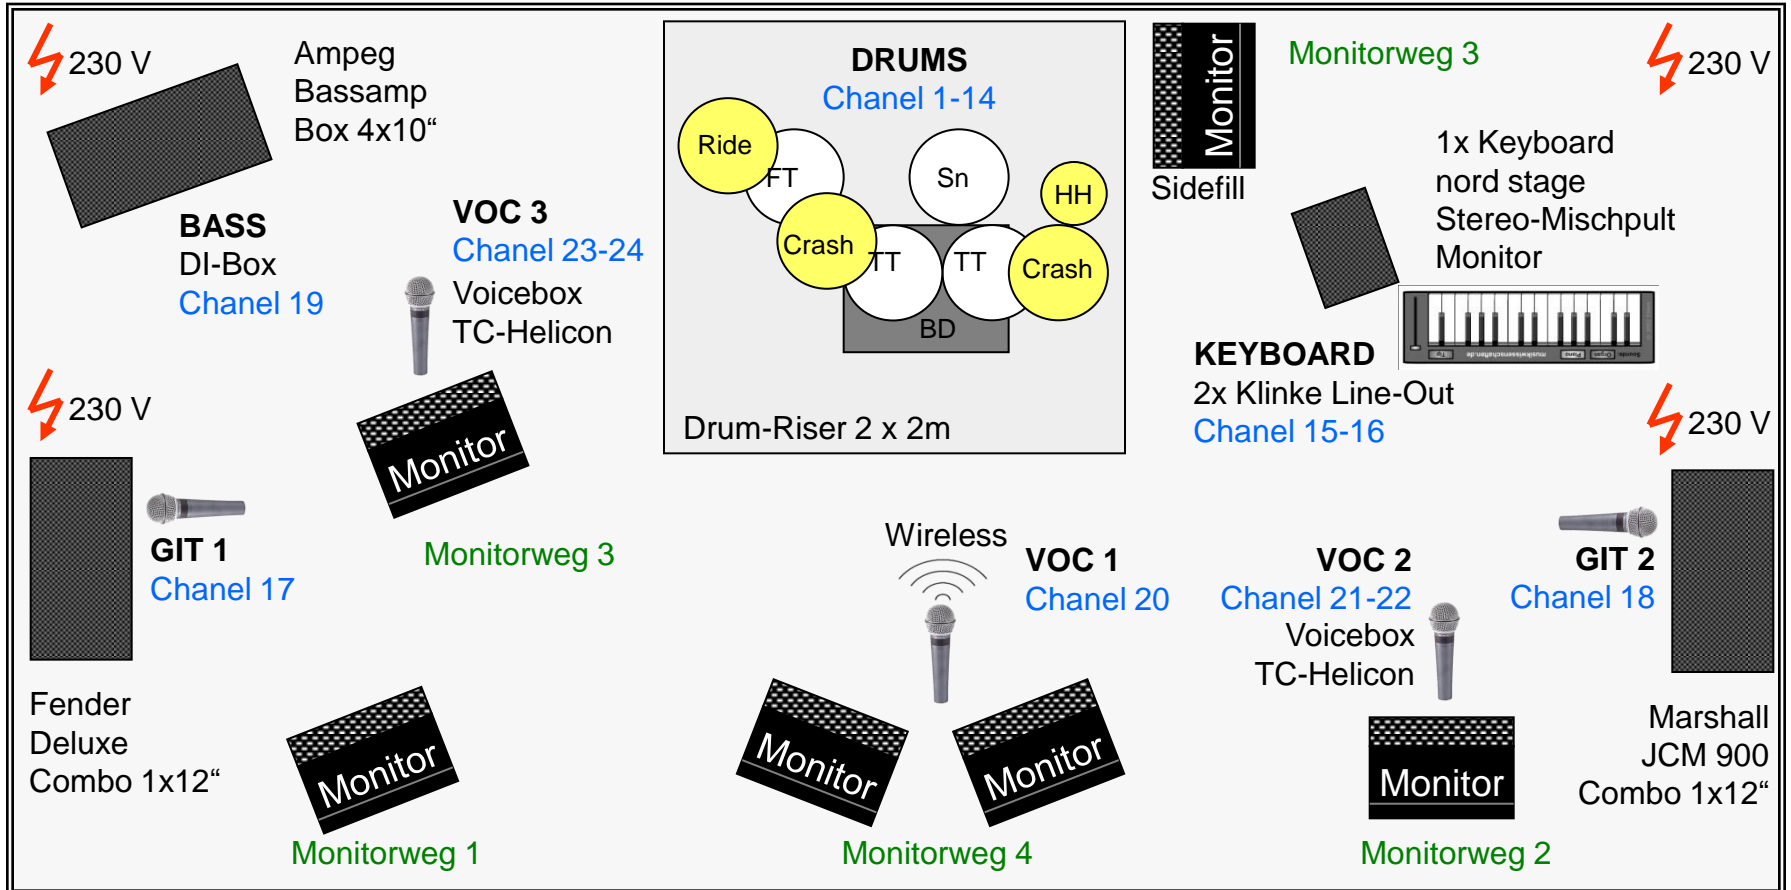 230 V
Ampeg
Bassamp
Box 4x10“
BASS
DI-Box
Chanel 19
VOC 3
Chanel 23-24
Voicebox
TC-Helicon
Monitor
Monitorweg 3
DRUMS
Chanel 1-14
Ride
FT
Sn
HH
Crash
TT
TT
Crash
BD
Drum-Riser 2 x 2m
Monitor
Sidefill
Monitorweg 3
230 V
1x Keyboard
nord stage
Stereo-Mischpult
Monitor
musikwissenschaften.de
KEYBOARD
2x Klinke Line-Out
Chanel 15-16
230 V
GIT 1
Chanel 17
Fender
Deluxe
Combo 1x12“
Monitor
Monitorweg 1
Wireless
VOC 1
Chanel 20
Monitor
Monitor
Monitorweg 4
VOC 2
Chanel 21-22
Voicebox
TC-Helicon
Monitor
Monitorweg 2
230 V
GIT 2
Chanel 18
Marshall
JCM 900
Combo 1x12“